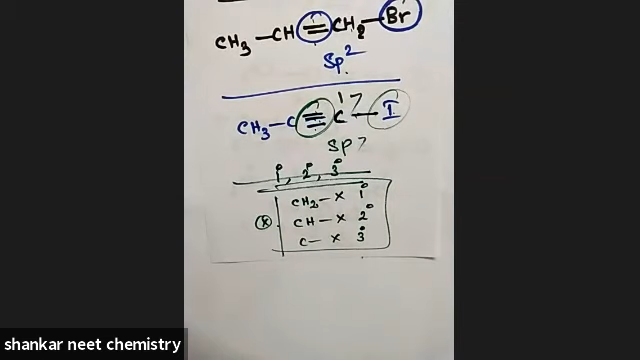 CH3 — CH = CH2 — Br
Sp2
CH3 — C ≡ C — I
SP
1°, 2°, 3°
CH2 — X 1°
CH — X 2°
C — X 3°
shankar neet chemistry